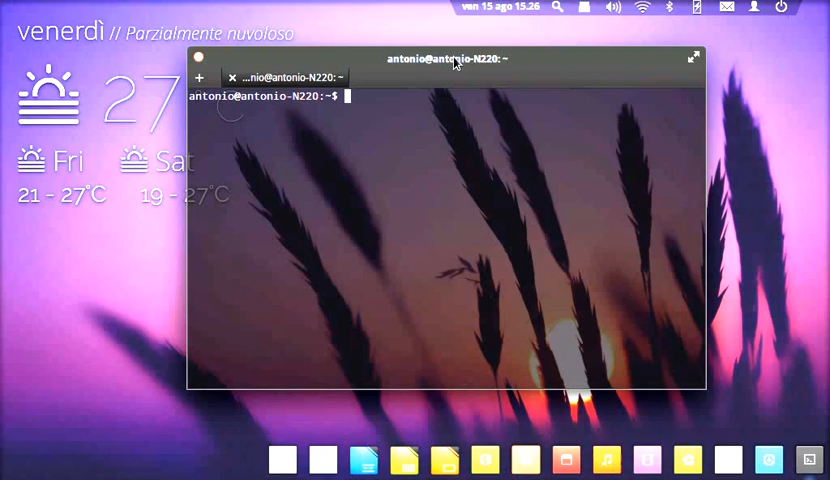 ven 15 ago 15.26
venerdì // Parzialmente nuvoloso
antonio@antonio-N220: ~
...nio@antonio-N220: ~
antonio@antonio-N220:~$
27°C
Fri
Sat
21 - 27°C
19 - 27°C